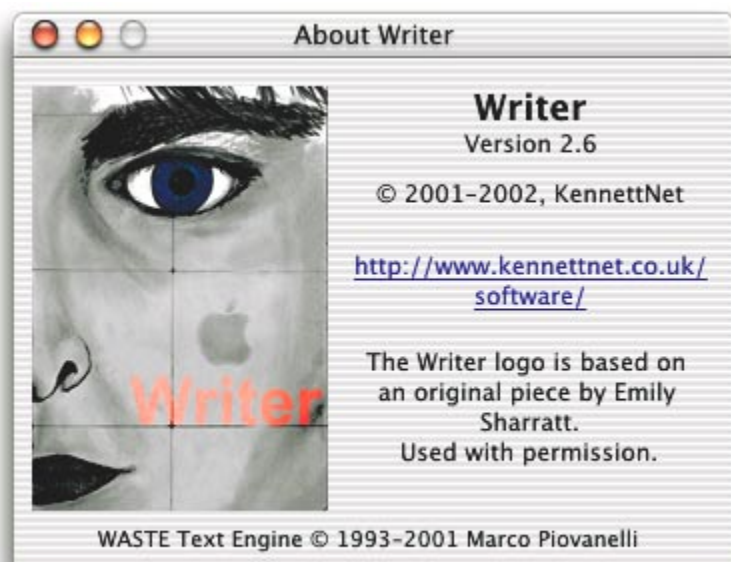 About Writer
Writer
Version 2.6
© 2001–2002, KennettNet
http://www.kennettnet.co.uk/
software/
The Writer logo is based on
an original piece by Emily
Sharratt.
Used with permission.
Writer
WASTE Text Engine © 1993–2001 Marco Piovanelli